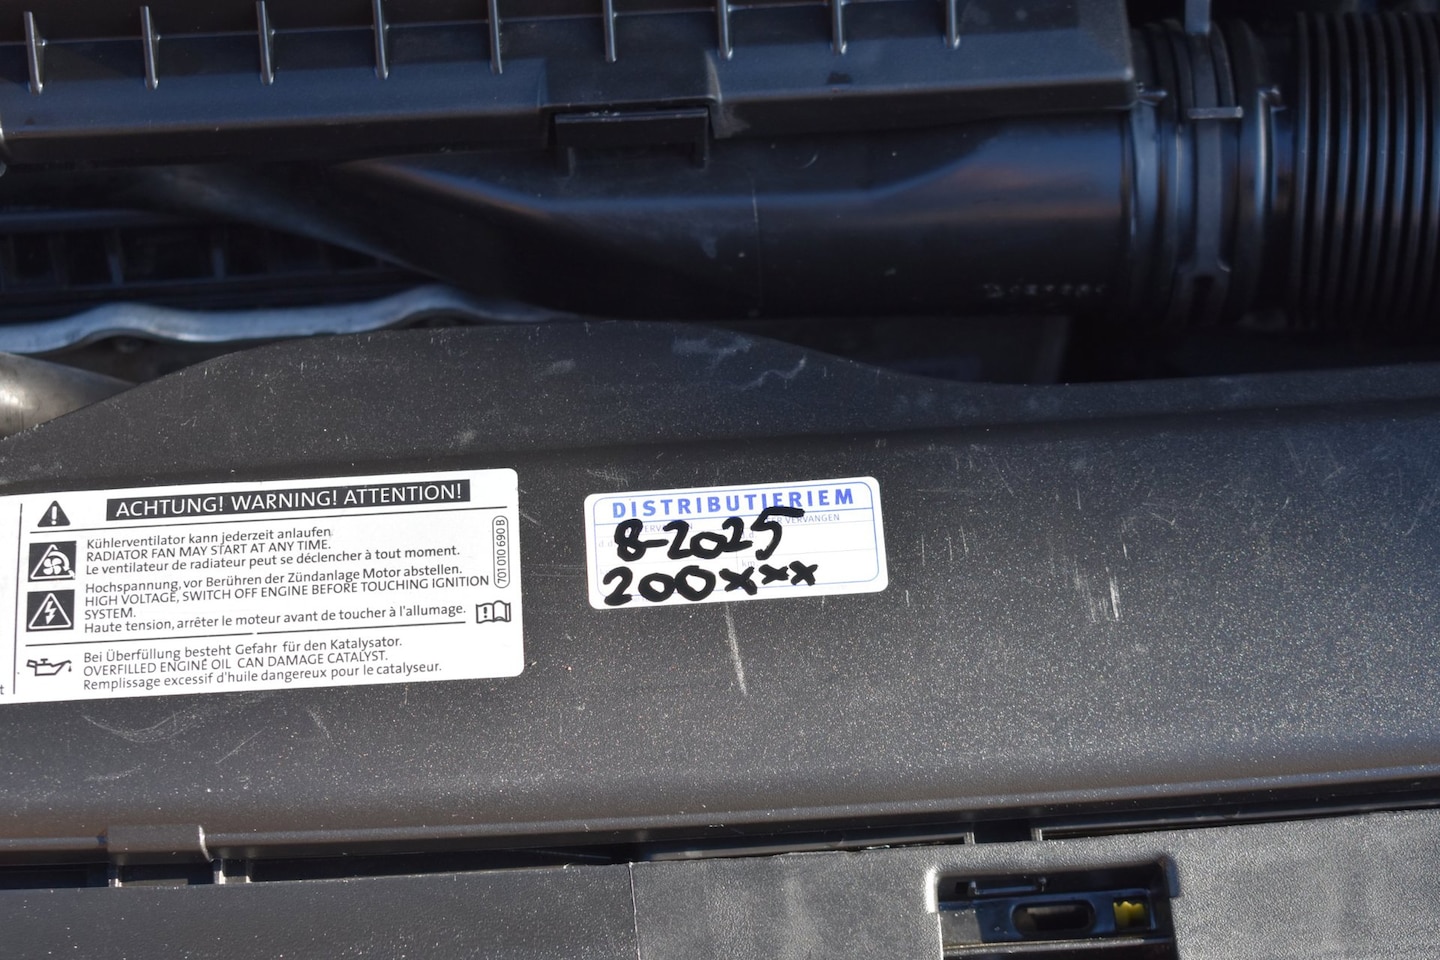 ACHTUNG! WARNING! ATTENTION!
Kühlerventilator kann jederzeit anlaufen.
RADIATOR FAN MAY START AT ANY TIME.
Le ventilateur de radiateur peut se déclencher à tout moment.
Hochspannung, vor Berühren der Zündanlage Motor abstellen.
HIGH VOLTAGE, SWITCH OFF ENGINE BEFORE TOUCHING IGNITION
SYSTEM.
Haute tension, arrêter le moteur avant de toucher à l'allumage.
Bei Überfüllung besteht Gefahr für den Katalysator.
OVERFILLED ENGINE OIL CAN DAMAGE CATALYST.
Remplissage excessif d'huile dangereux pour le catalyseur.
701 010 690 B
DISTRIBUTIERIEM
VERVANGEN
8-2025
km
200xxx